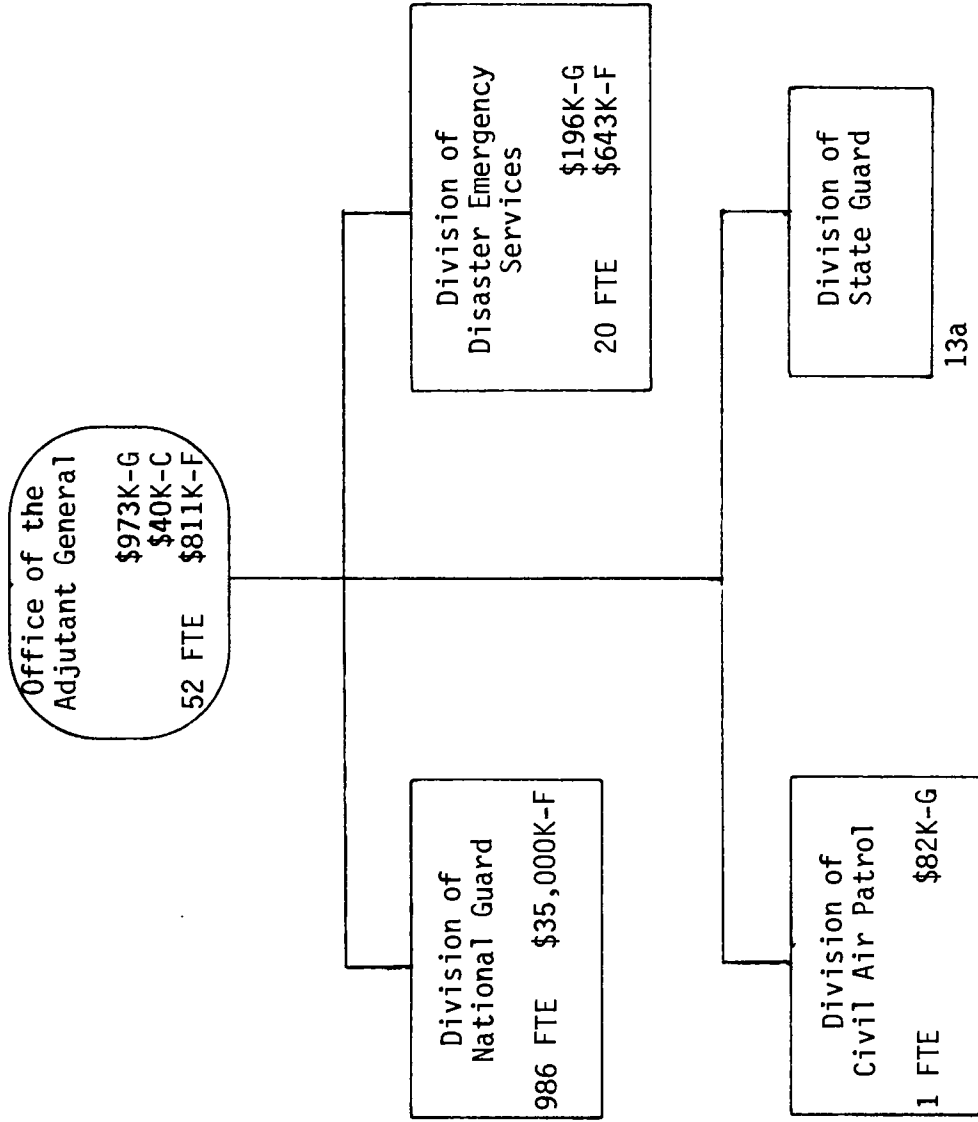 Office of the
Adjutant General
$973K-G
$40K-C
52 FTE $811K-F
Division of
National Guard
986 FTE $35,000K-F
Division of
Disaster Emergency
Services
$196K-G
20 FTE $643K-F
Division of
Civil Air Patrol
1 FTE $82K-G
Division of
State Guard
13a